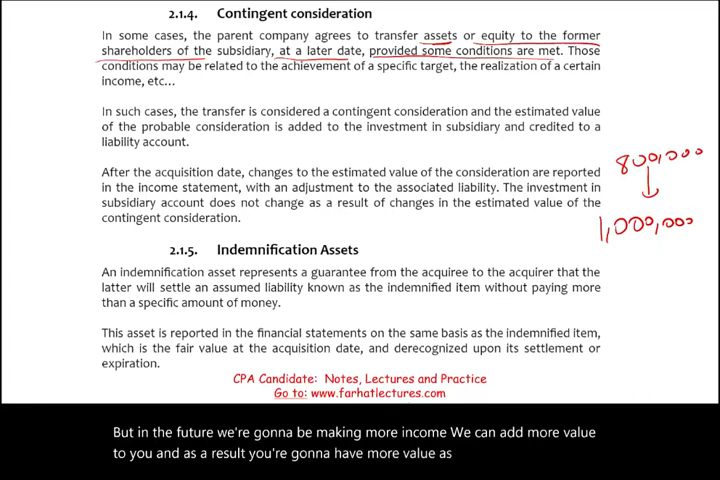 2.1.4. Contingent consideration
In some cases, the parent company agrees to transfer assets or equity to the former
shareholders of the subsidiary, at a later date, provided some conditions are met. Those
conditions may be related to the achievement of a specific target, the realization of a certain
income, etc...
In such cases, the transfer is considered a contingent consideration and the estimated value
of the probable consideration is added to the investment in subsidiary and credited to a
liability account.
After the acquisition date, changes to the estimated value of the consideration are reported
in the income statement, with an adjustment to the associated liability. The investment in
subsidiary account does not change as a result of changes in the estimated value of the
contingent consideration.
800,000
1,000,000
2.1.5. Indemnification Assets
An indemnification asset represents a guarantee from the acquiree to the acquirer that the
latter will settle an assumed liability known as the indemnified item without paying more
than a specific amount of money.
This asset is reported in the financial statements on the same basis as the indemnified item,
which is the fair value at the acquisition date, and derecognized upon its settlement or
expiration.
CPA Candidate: Notes, Lectures and Practice
Go to: www.farhatlectures.com
But in the future we're gonna be making more income We can add more value
to you and as a result you're gonna have more value as